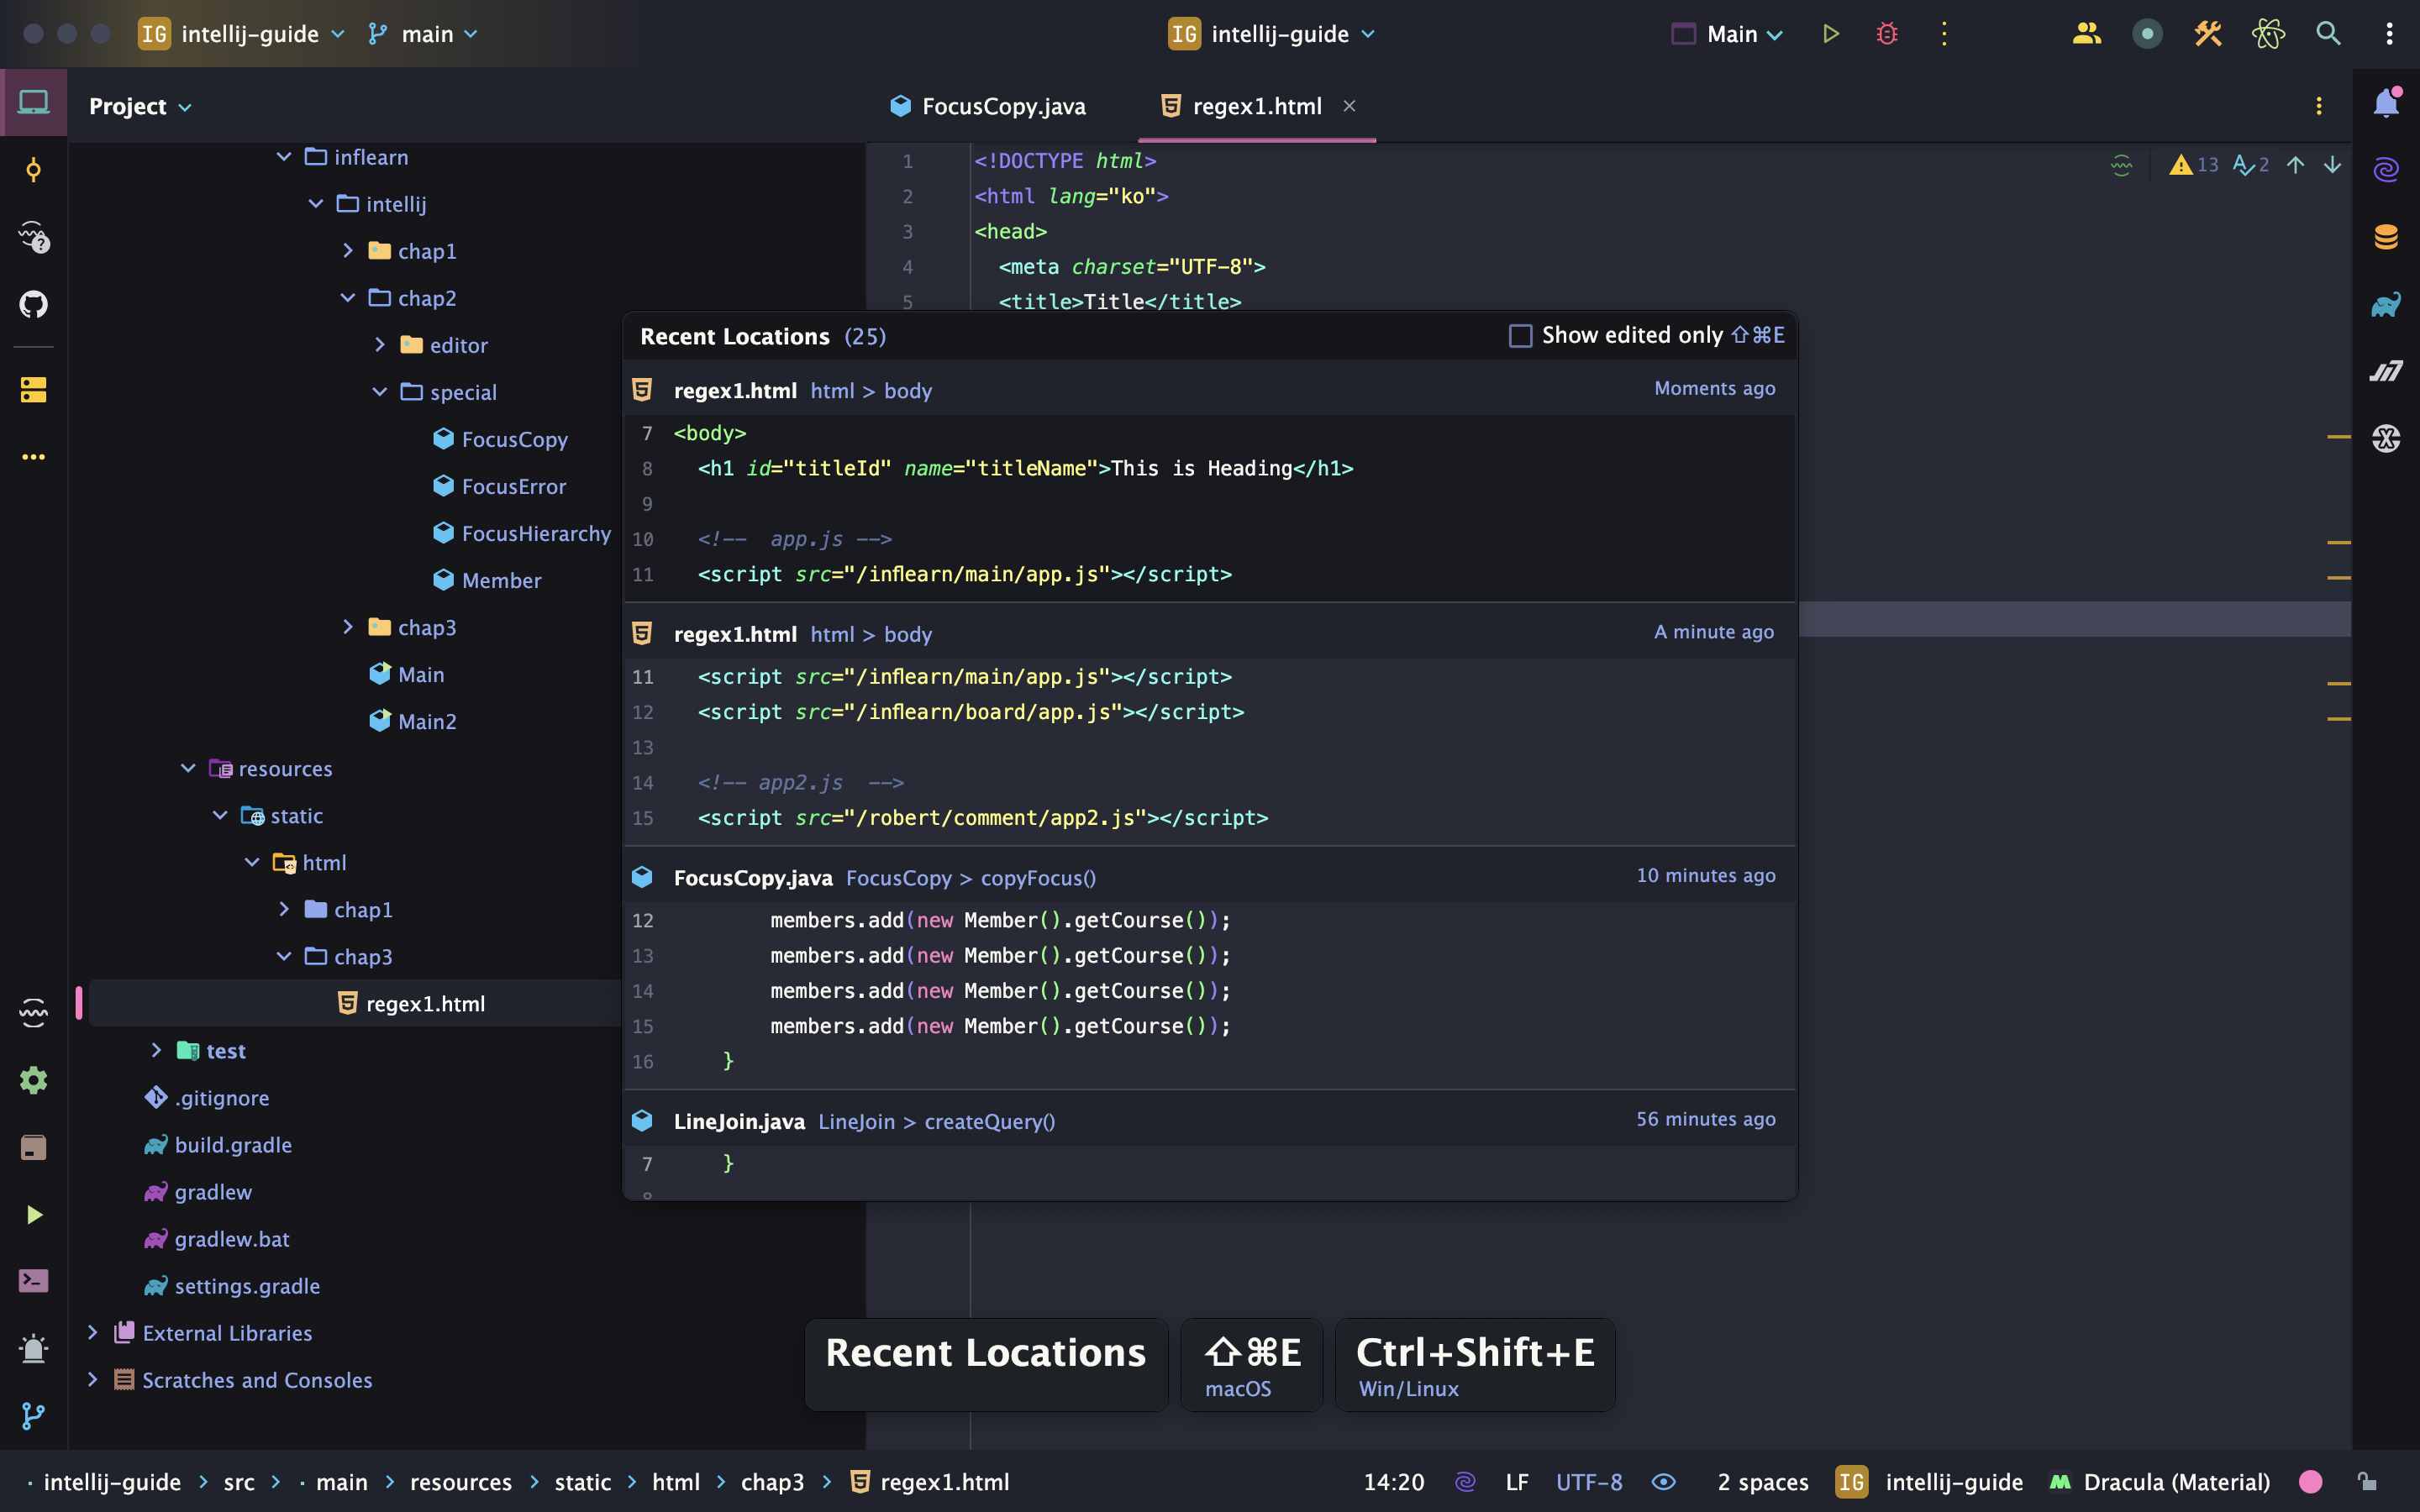 IG intellij-guide main
IG intellij-guide
Main
Project
inflearn
intellij
chap1
chap2
editor
special
FocusCopy
FocusError
FocusHierarchy
Member
chap3
Main
Main2
resources
static
html
chap1
chap3
regex1.html
test
.gitignore
build.gradle
gradlew
gradlew.bat
settings.gradle
External Libraries
Scratches and Consoles
FocusCopy.java regex1.html
13 2
1 <!DOCTYPE html>
2 <html lang="ko">
3 <head>
4 <meta charset="UTF-8">
5 <title>Title</title>
Recent Locations (25) Show edited only ⇧⌘E
regex1.html html > body Moments ago
7 <body>
8 <h1 id="titleId" name="titleName">This is Heading</h1>
9
10 <!--  app.js -->
11 <script src="/inflearn/main/app.js"></script>
regex1.html html > body A minute ago
11 <script src="/inflearn/main/app.js"></script>
12 <script src="/inflearn/board/app.js"></script>
13
14 <!-- app2.js  -->
15 <script src="/robert/comment/app2.js"></script>
FocusCopy.java FocusCopy > copyFocus() 10 minutes ago
12 members.add(new Member().getCourse());
13 members.add(new Member().getCourse());
14 members.add(new Member().getCourse());
15 members.add(new Member().getCourse());
16 }
LineJoin.java LineJoin > createQuery() 56 minutes ago
7 }
8
Recent Locations ⇧⌘E Ctrl+Shift+E
macOS Win/Linux
intellij-guide > src > main > resources > static > html > chap3 > regex1.html 14:20 LF UTF-8 2 spaces IG intellij-guide Dracula (Material)